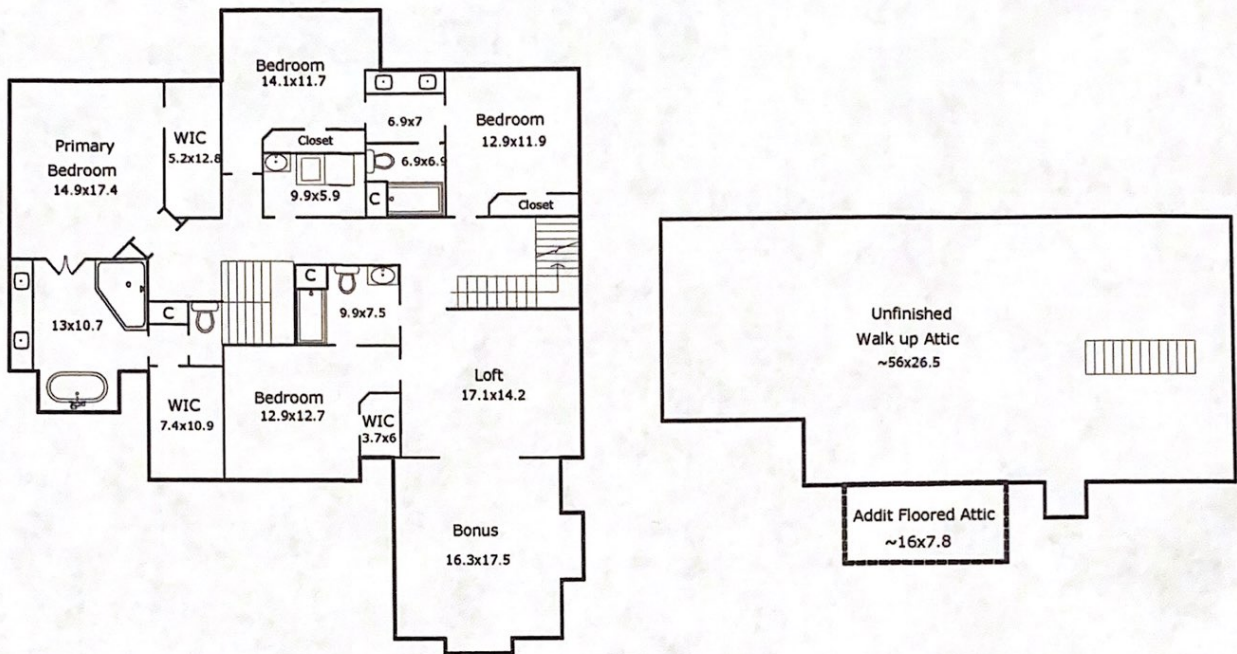 Bedroom
14.1x11.7
Primary
Bedroom
14.9x17.4
WIC
5.2x12.8
Closet
6.9x7
6.9x6.9
Bedroom
12.9x11.9
9.9x5.9
C
Closet
13x10.7
C
C
9.9x7.5
WIC
7.4x10.9
Bedroom
12.9x12.7
WIC
3.7x6
Loft
17.1x14.2
Bonus
16.3x17.5
Unfinished
Walk up Attic
~56x26.5
Addit Floored Attic
~16x7.8